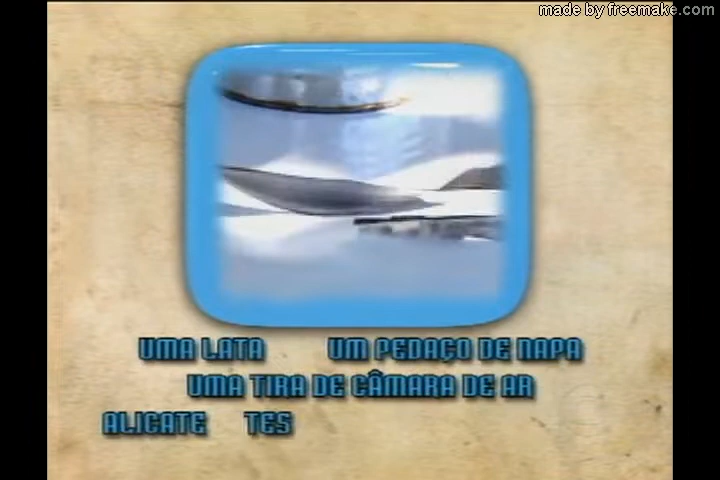 made by freemake.com
UMA LATA UM PEDAÇO DE NAPA
UMA TIRA DE CÂMARA DE AR
ALICATE TES